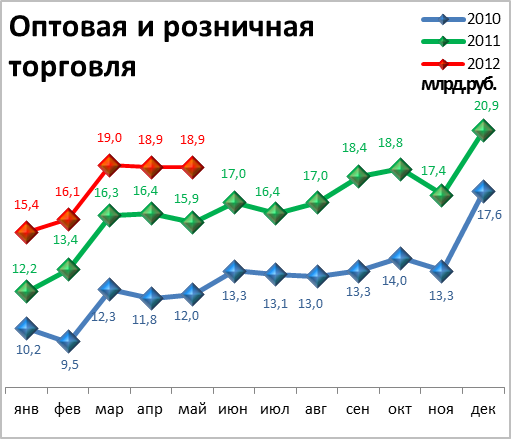 Оптовая и розничная
торговля
2010
2011
2012
млрд.руб.
19,0 18,9 18,9
15,4 16,1
12,2 13,4 16,3 16,4 15,9 17,0 16,4 17,0 18,4 18,8 17,4 20,9
10,2 9,5 12,3 11,8 12,0 13,3 13,1 13,0 13,3 14,0 13,3 17,6
янв фев мар апр май июн июл авг сен окт ноя дек